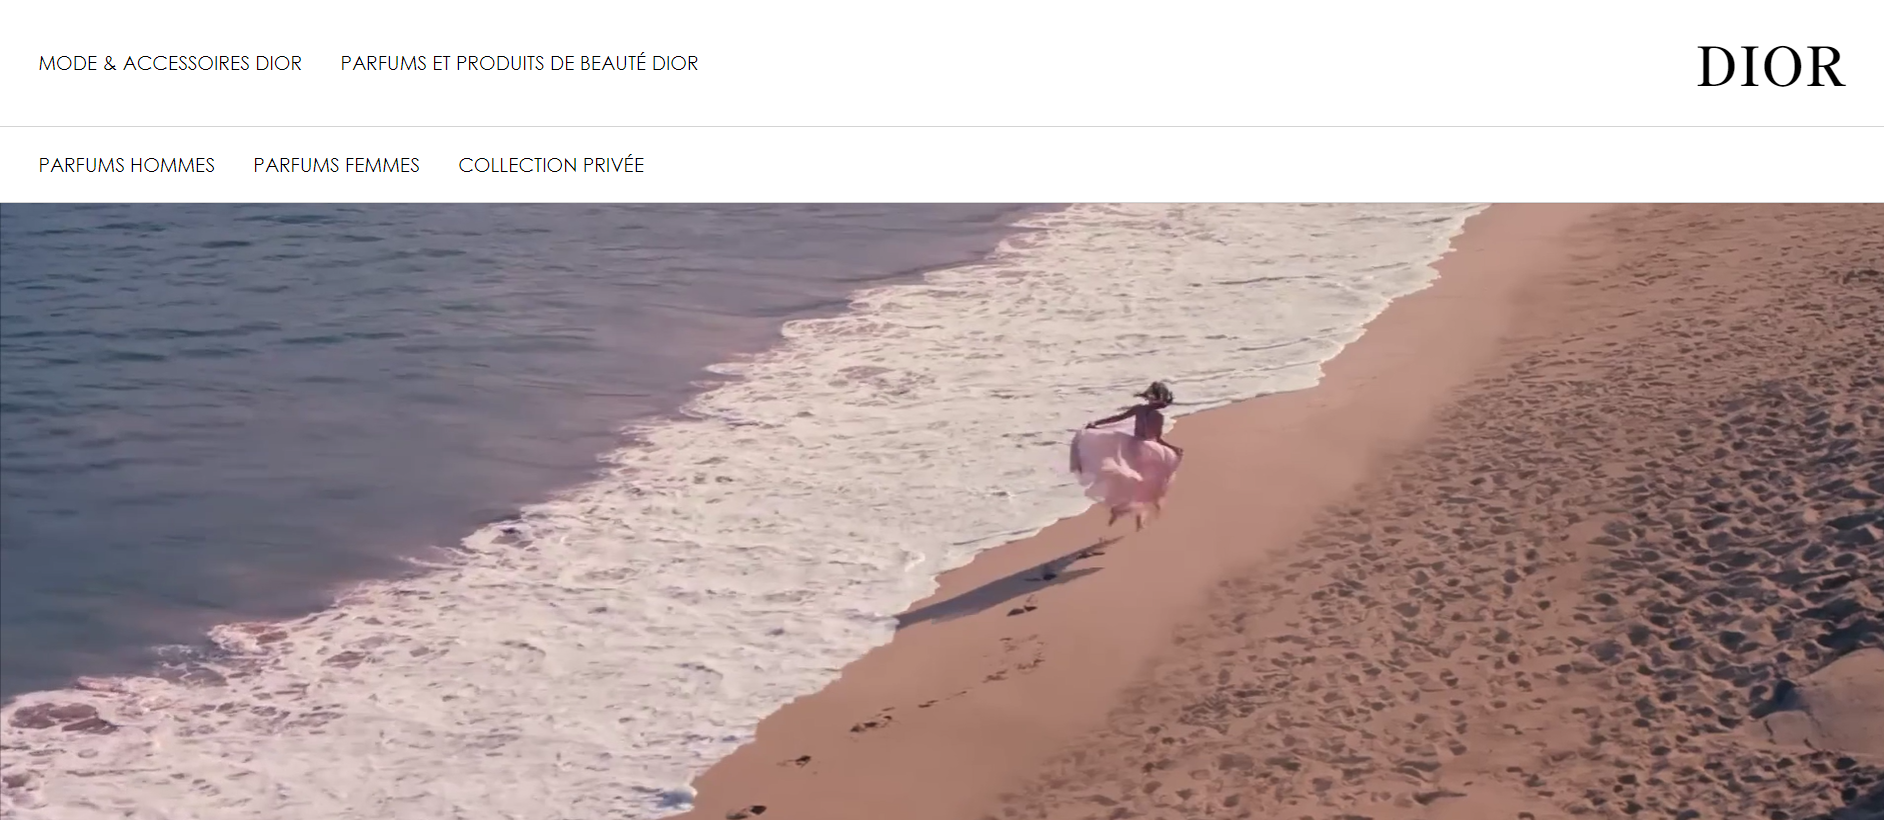 MODE & ACCESSOIRES DIOR PARFUMS ET PRODUITS DE BEAUTÉ DIOR
DIOR
PARFUMS HOMMES PARFUMS FEMMES COLLECTION PRIVÉE